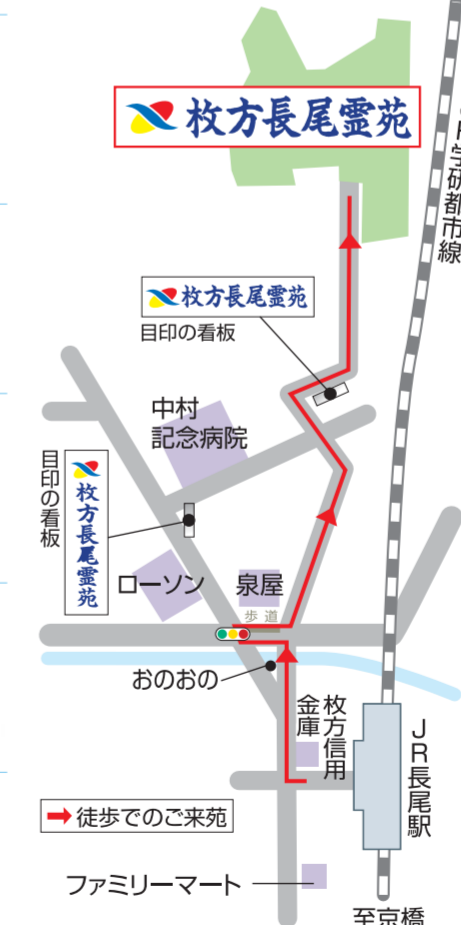 枚方長尾霊苑
JR学研都市線
枚方長尾霊苑
目印の看板
中村
記念病院
目印の看板
枚方長尾霊苑
ローソン
泉屋
歩道
おのおの
枚方信用
金庫
JR長尾駅
徒歩でのご来苑
ファミリーマート
至京橋